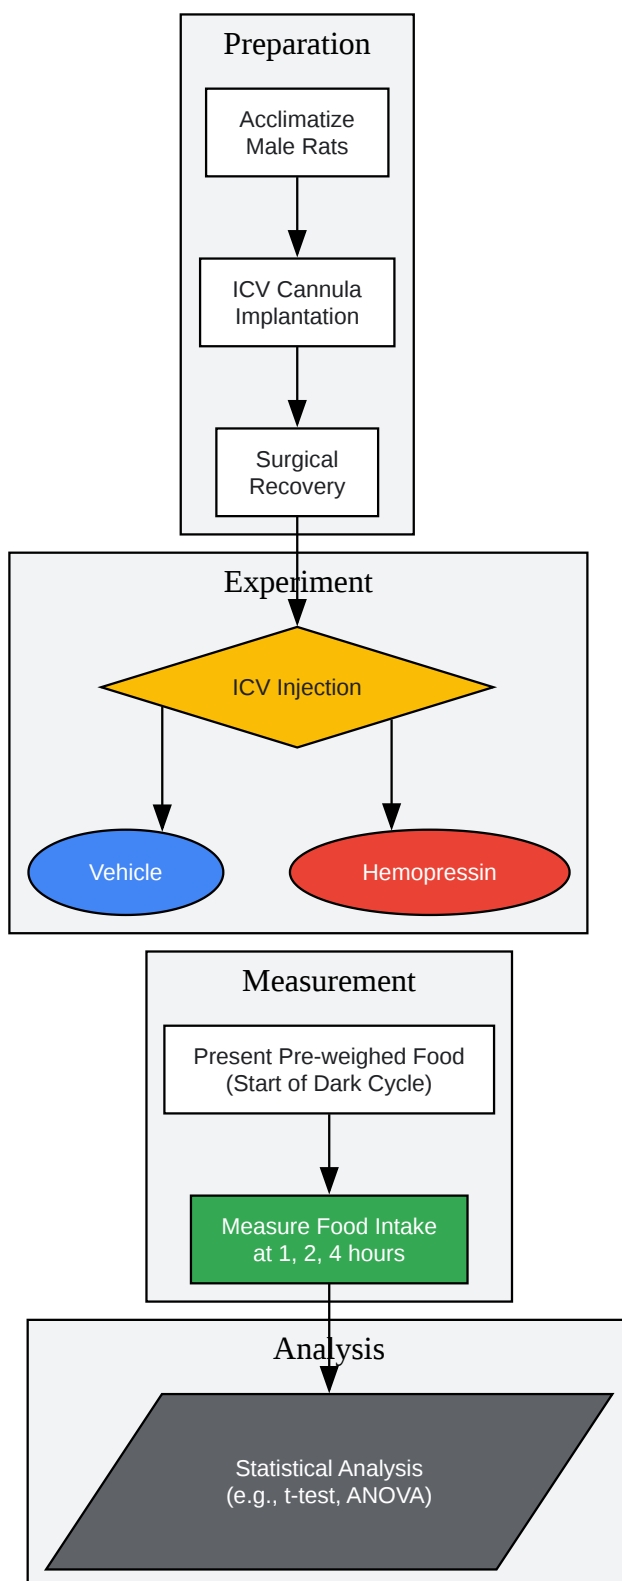 Preparation
Acclimatize
Male Rats
ICV Cannula
Implantation
Surgical
Recovery
Experiment
ICV Injection
Vehicle
Hemopressin
Measurement
Present Pre-weighed Food
(Start of Dark Cycle)
Measure Food Intake
at 1, 2, 4 hours
Analysis
Statistical Analysis
(e.g., t-test, ANOVA)